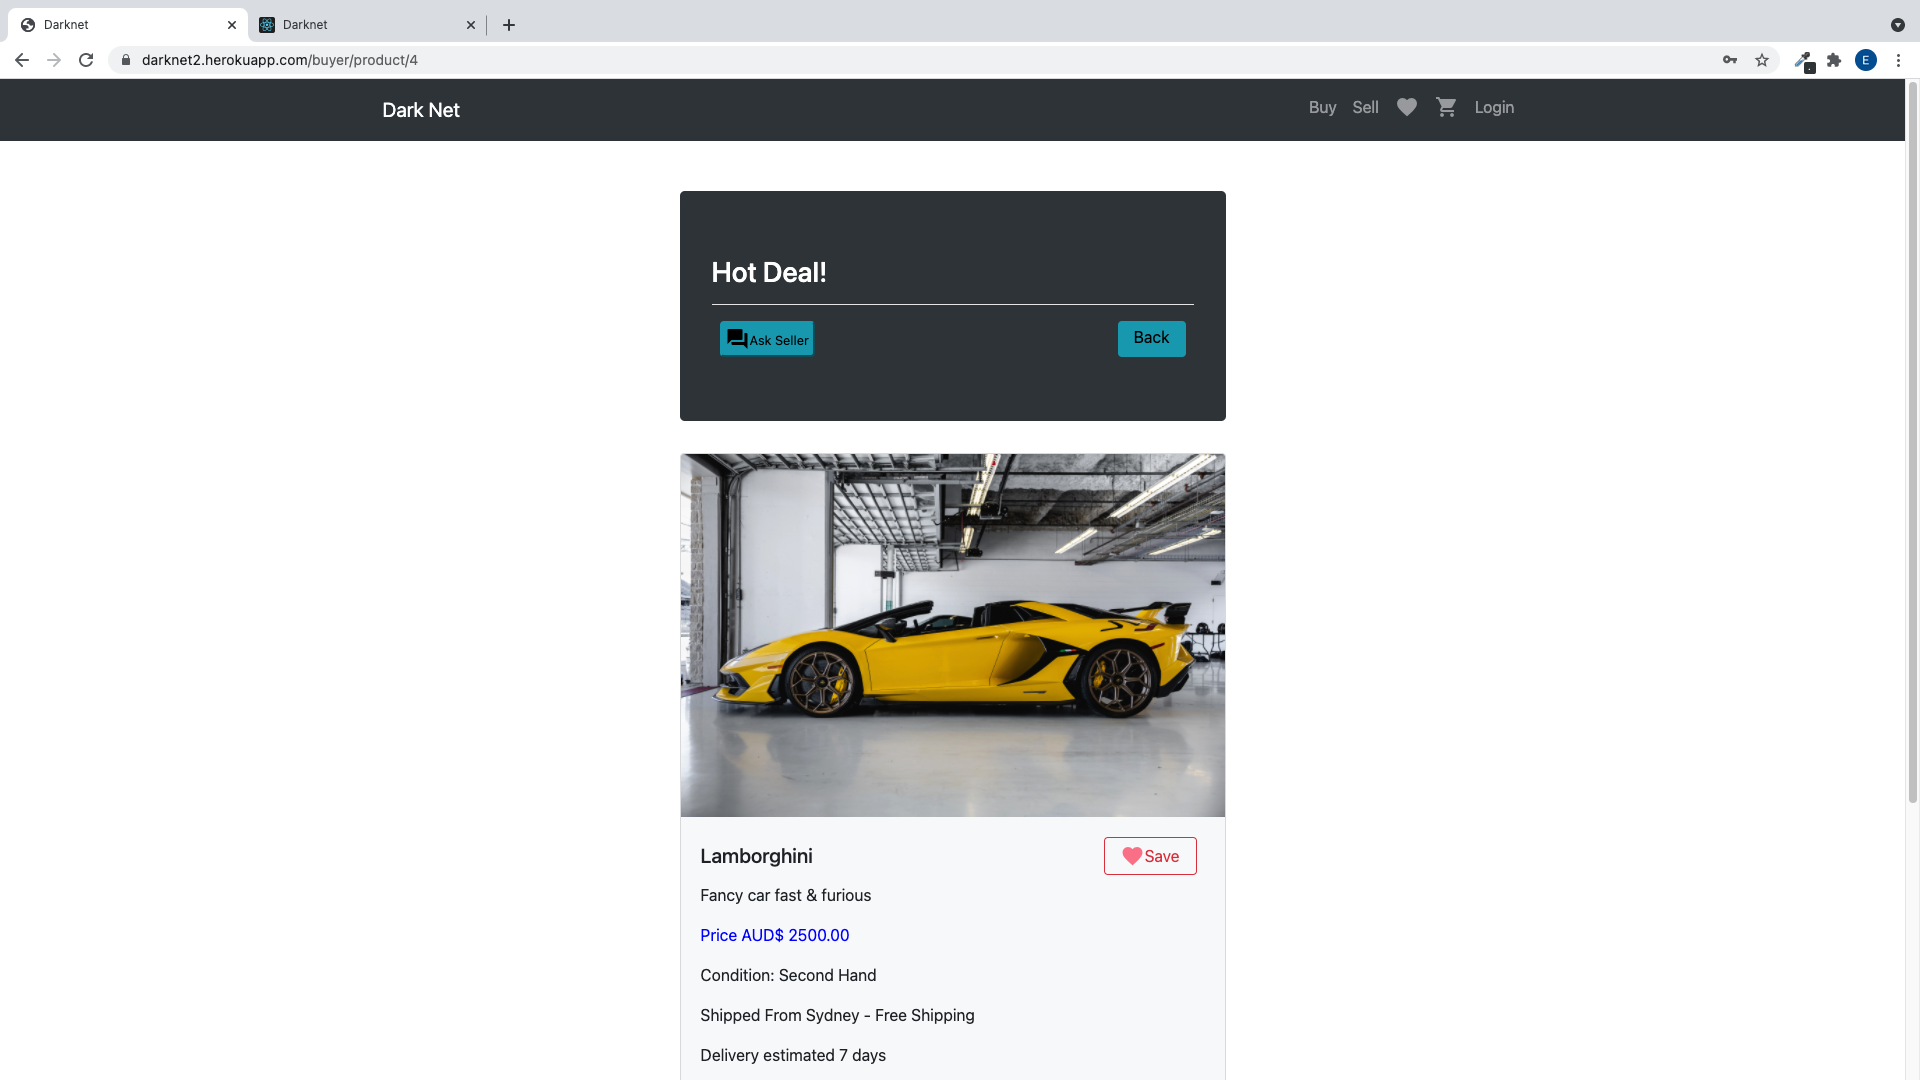 Darknet
Darknet
darknet2.herokuapp.com/buyer/product/4
E
Dark Net
Buy
Sell
Login
Hot Deal!
Ask Seller
Back
Lamborghini
Save
Fancy car fast & furious
Price AUD$ 2500.00
Condition: Second Hand
Shipped From Sydney - Free Shipping
Delivery estimated 7 days